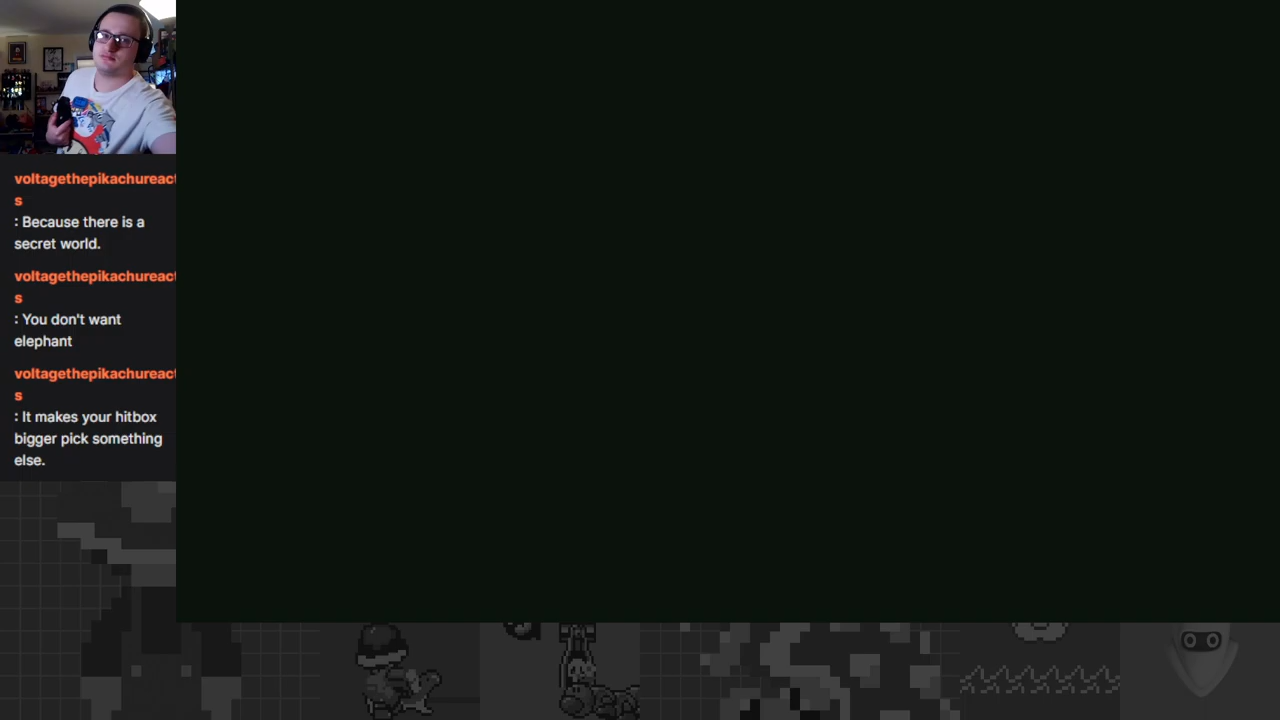 voltagethepikachureact
s
: Because there is a
secret world.
voltagethepikachureact
s
: You don't want
elephant
voltagethepikachureact
s
: It makes your hitbox
bigger pick something
else.